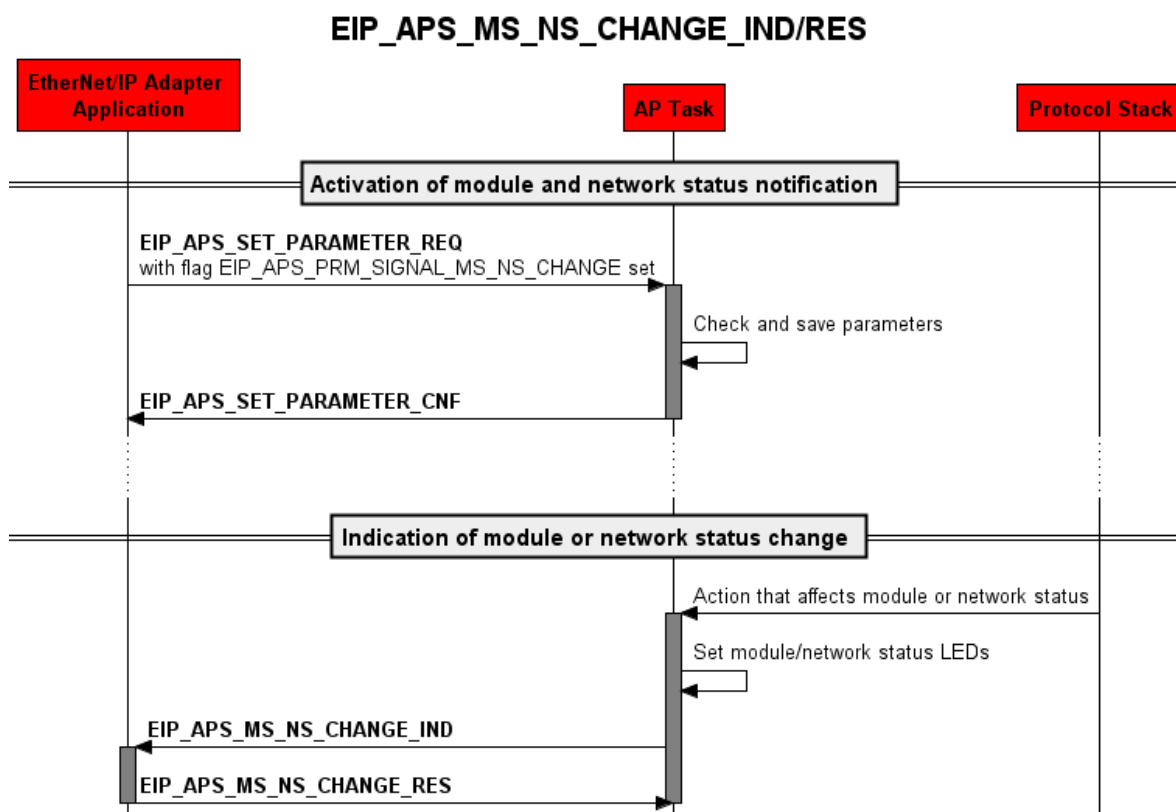 EIP_APS_MS_NS_CHANGE_IND/RES
EtherNet/IP Adapter
Application
AP Task
Protocol Stack
Activation of module and network status notification
EIP_APS_SET_PARAMETER_REQ
with flag EIP_APS_PRM_SIGNAL_MS_NS_CHANGE set
Check and save parameters
EIP_APS_SET_PARAMETER_CNF
Indication of module or network status change
Action that affects module or network status
Set module/network status LEDs
EIP_APS_MS_NS_CHANGE_IND
EIP_APS_MS_NS_CHANGE_RES